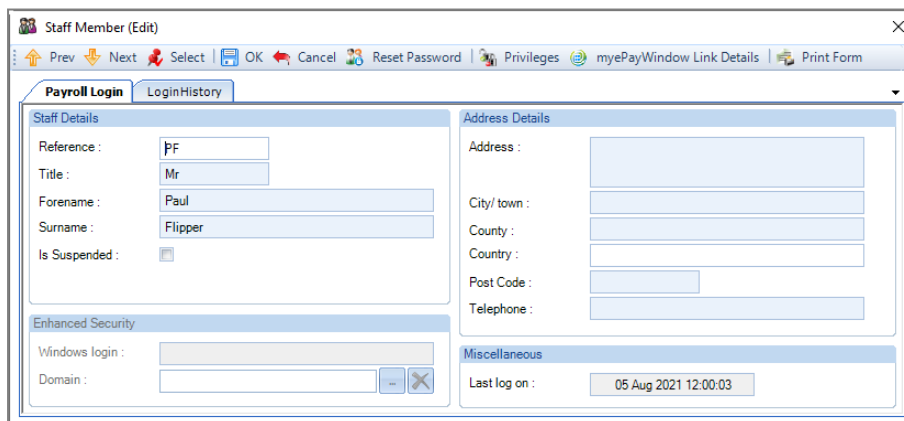 Staff Member (Edit)
Prev Next Select OK Cancel Reset Password Privileges myePayWindow Link Details Print Form
Payroll Login LoginHistory
Staff Details
Reference : PF
Title : Mr
Forename : Paul
Surname : Flipper
Is Suspended :
Enhanced Security
Windows login :
Domain : ...
Address Details
Address :
City/ town :
County :
Country :
Post Code :
Telephone :
Miscellaneous
Last log on : 05 Aug 2021 12:00:03